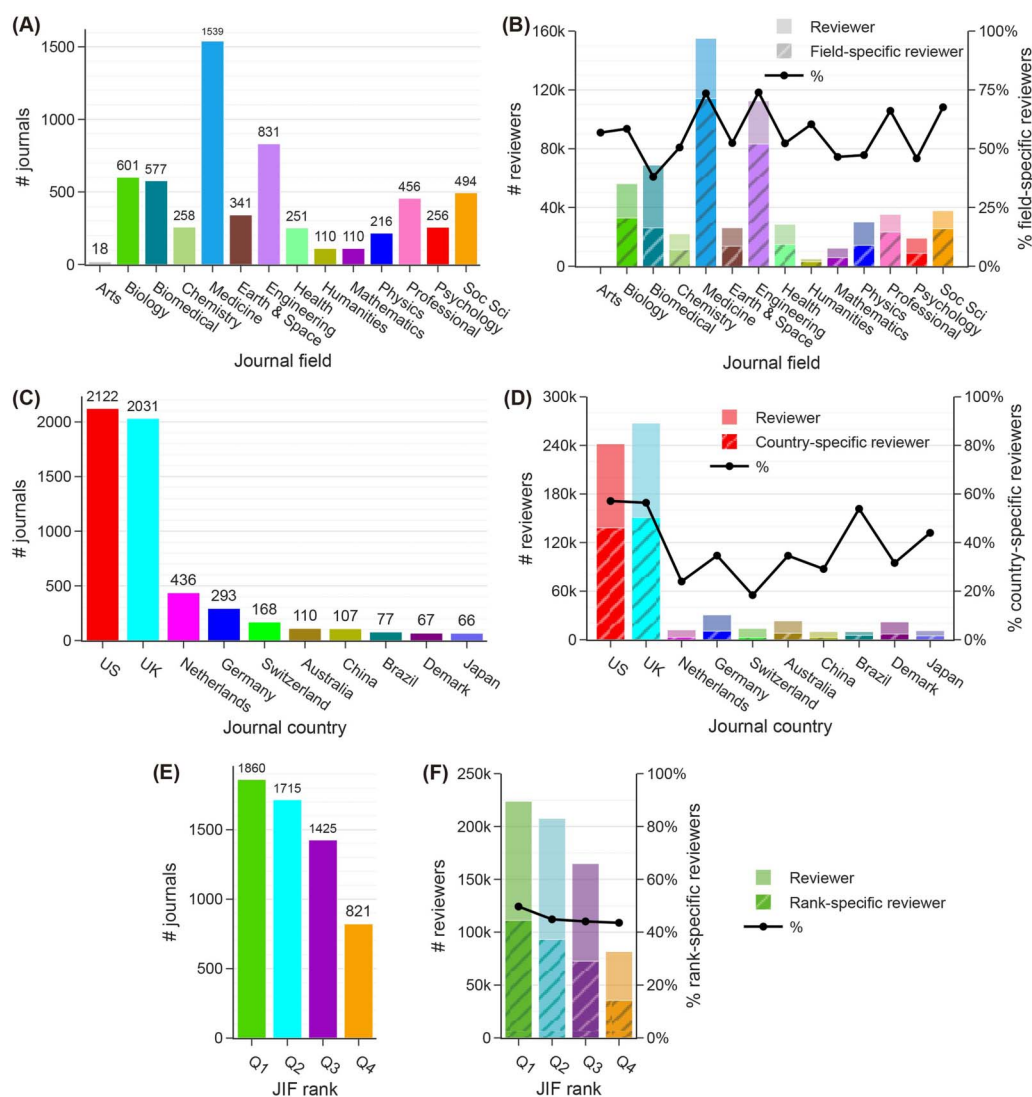 (A)
# journals
1500
1000
500
0
18
601
577
258
1539
341
831
251
110
110
216
456
256
494
Arts
Biology
Biomedical
Chemistry
Medicine
Earth & Space
Engineering
Health
Humanities
Mathematics
Physics
Professional
Psychology
Soc Sci
Journal field
(B)
# reviewers
160k
120k
80k
40k
0
Reviewer
Field-specific reviewer
%
100%
75%
50%
25%
0%
% field-specific reviewers
Arts
Biology
Biomedical
Chemistry
Medicine
Earth & Space
Engineering
Health
Humanities
Mathematics
Physics
Professional
Psychology
Soc Sci
Journal field
(C)
# journals
2000
1500
1000
500
0
2122
2031
436
293
168
110
107
77
67
66
US
UK
Netherlands
Germany
Switzerland
Australia
China
Brazil
Demark
Japan
Journal country
(D)
# reviewers
300k
240k
180k
120k
60k
0
Reviewer
Country-specific reviewer
%
100%
80%
60%
40%
20%
0%
% country-specific reviewers
US
UK
Netherlands
Germany
Switzerland
Australia
China
Brazil
Demark
Japan
Journal country
(E)
# journals
1500
1000
500
0
1860
1715
1425
821
Q1
Q2
Q3
Q4
JIF rank
(F)
# reviewers
250k
200k
150k
100k
50k
0
100%
80%
60%
40%
20%
0%
% rank-specific reviewers
Q1
Q2
Q3
Q4
JIF rank
Reviewer
Rank-specific reviewer
%